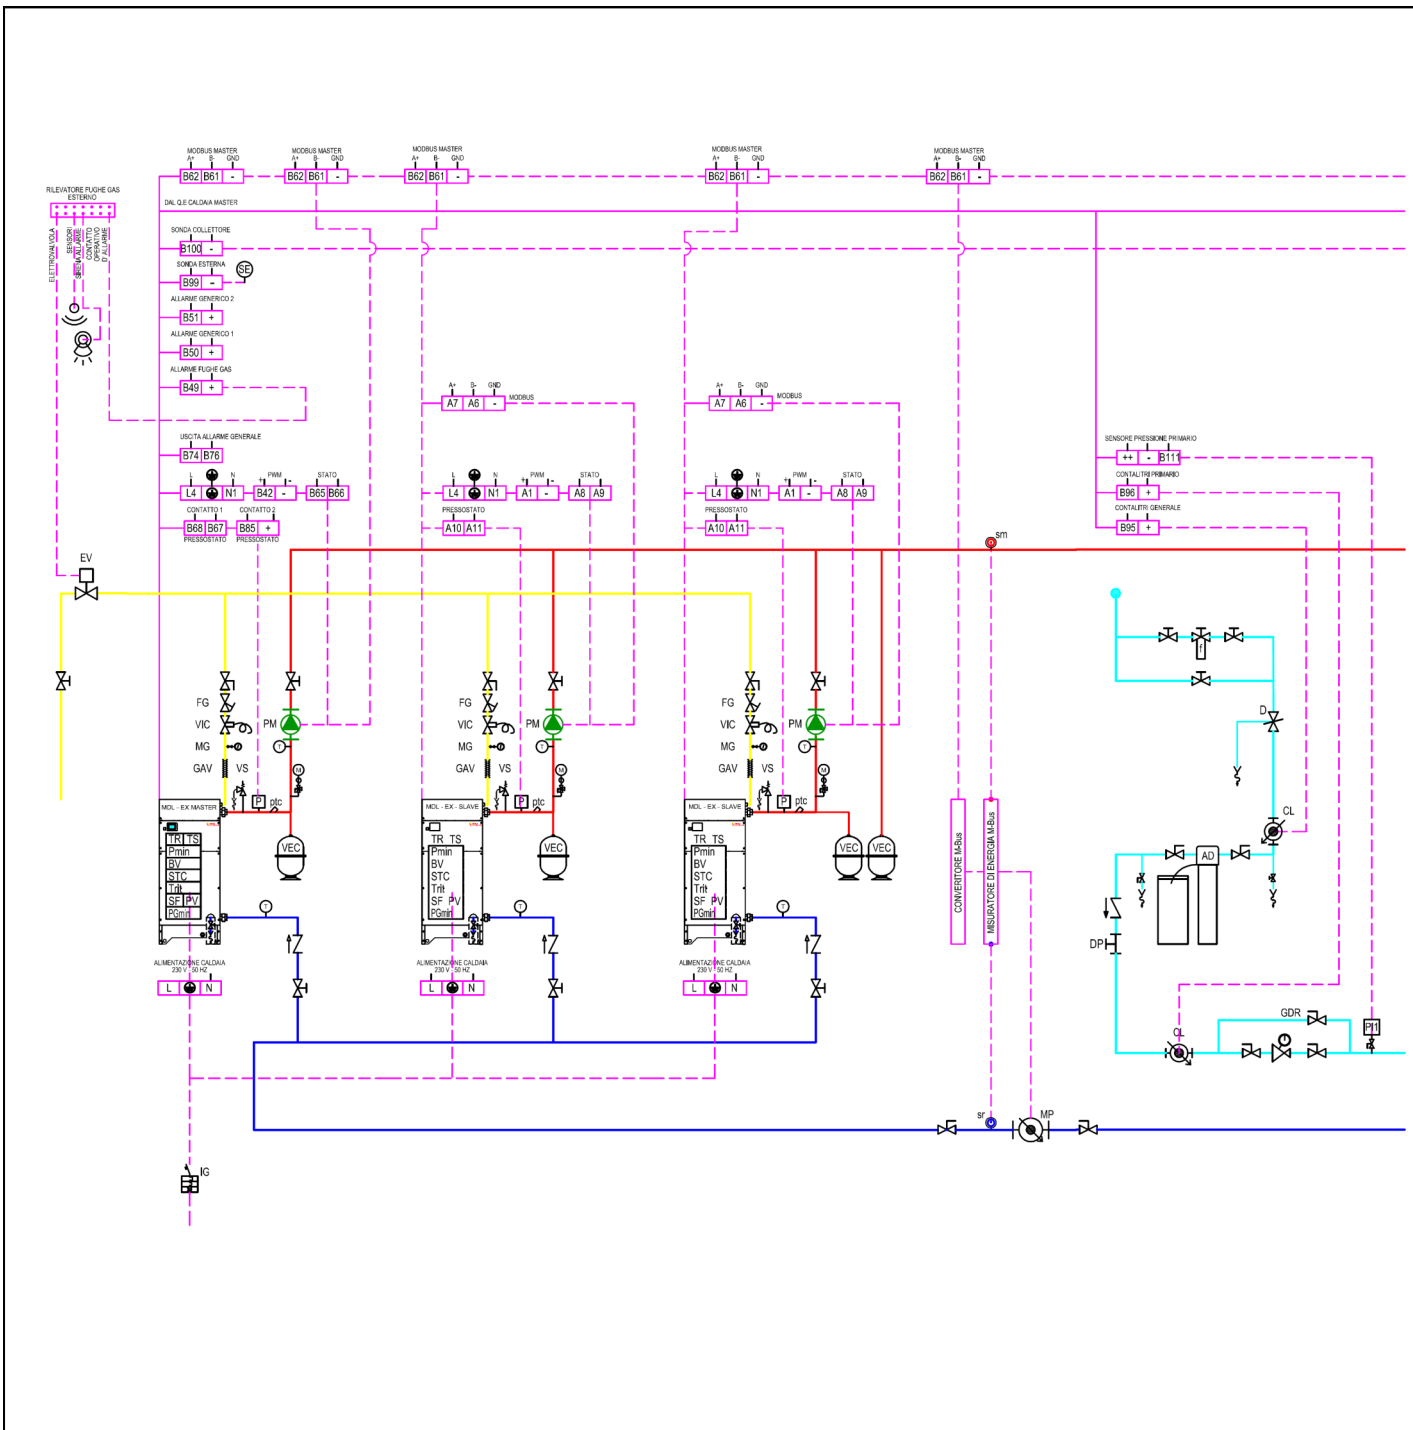 MODBUS MASTER MODBUS MASTER MODBUS MASTER MODBUS MASTER MODBUS MASTER
A+ B- GND A+ B- GND A+ B- GND A+ B- GND A+ B- GND
B62 B61 - B62 B61 - B62 B61 - B62 B61 - B62 B61 -
RILEVATORE FUGHE GAS
ESTERNO
ELETTROVALVOLA
SENSORI
SIRENA ALLARME
CONTATTO
OPERATIVO
D'ALLARME
DAL Q.E CALDAIA MASTER
SONDA COLLETTORE
B100 -
SONDA ESTERNA
B99 - SE
ALLARME GENERICO 2
B51 +
ALLARME GENERICO 1
B50 +
ALLARME FUGHE GAS
B49 +
A+ B- GND
A7 A6 - MODBUS
A+ B- GND
A7 A6 - MODBUS
USCITA ALLARME GENERALE
B74 B76
L N + PWM - STATO
L4 N1 B42 - B65 B66
L N + PWM - STATO
L4 N1 A1 - A8 A9
L N + PWM - STATO
L4 N1 A1 - A8 A9
CONTATTO 1 CONTATTO 2
B68 B67 B85 +
PRESSOSTATO PRESSOSTATO
PRESSOSTATO
A10 A11
PRESSOSTATO
A10 A11
SENSORE PRESSIONE PRIMARIO
++ - B111
CONTALITRI PRIMARIO
B96 +
CONTALITRI GENERALE
B95 +
EV
sm
f
FG FG FG
VIC PM VIC PM VIC PM
MG T MG T MG T
GAV VS M GAV VS M GAV VS M
P ptc P ptc P ptc
D
CL
AD
MDL - EX MASTER
TR TS
Pmin
BV
STC
Trit
SF PV
PGmin
VEC
T
MDL - EX - SLAVE
TR TS
Pmin
BV
STC
Trit
SF PV
PGmin
VEC
T
MDL - EX - SLAVE
TR TS
Pmin
BV
STC
Trit
SF PV
PGmin
VEC VEC
T
CONVERITORE M-Bus
MISURATORE DI ENERGIA M-Bus
DP
ALIMENTAZIONE CALDAIA
230 V - 50 HZ
L N
ALIMENTAZIONE CALDAIA
230 V - 50 HZ
L N
ALIMENTAZIONE CALDAIA
230 V - 50 HZ
L N
GDR
CL
PI1
sr
MP
IG